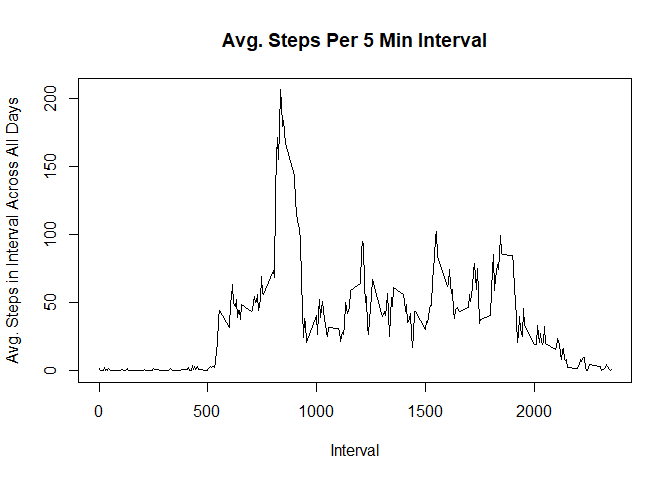 Avg. Steps Per 5 Min Interval
Avg. Steps in Interval Across All Days
200
150
100
50
0
0 500 1000 1500 2000
Interval